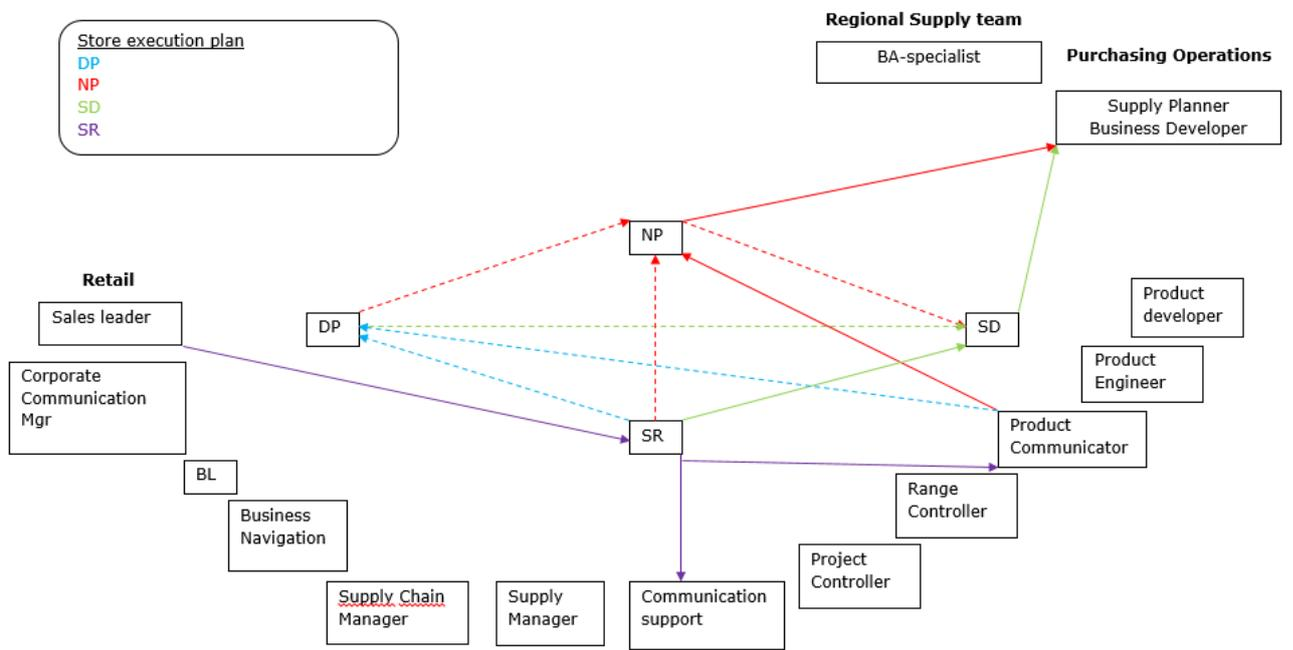 Regional Supply team
Store execution plan
DP
NP
SD
SR
BA-specialist
Purchasing Operations
Supply Planner
Business Developer
NP
Retail
Sales leader
DP
SD
Product
developer
Product
Engineer
Corporate
Communication
Mgr
SR
Product
Communicator
BL
Range
Controller
Business
Navigation
Project
Controller
Supply Chain
Manager
Supply
Manager
Communication
support